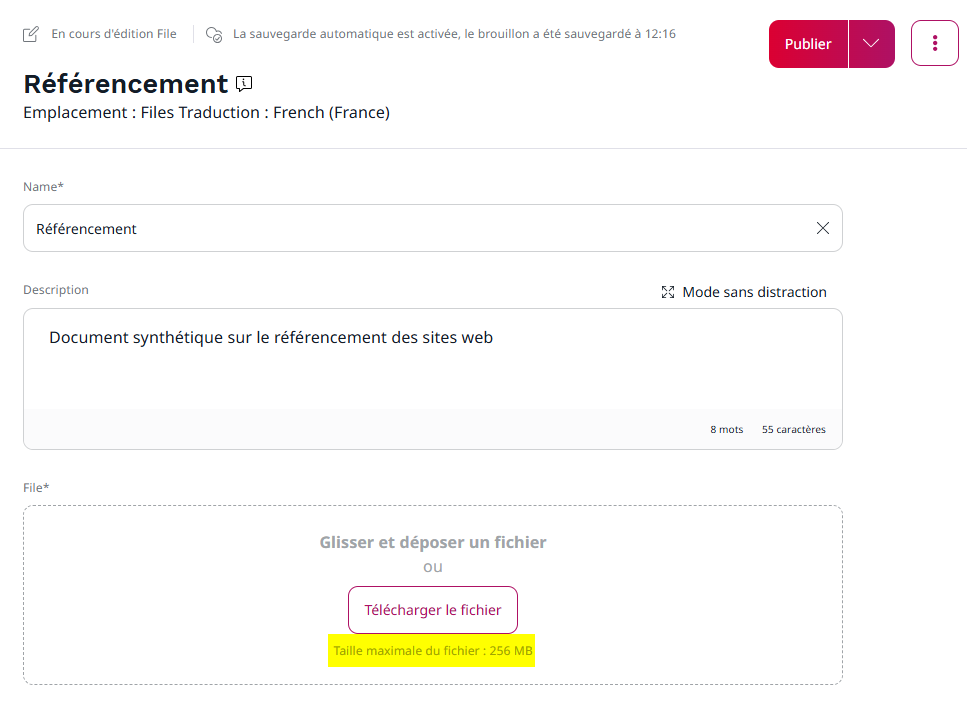 En cours d'édition File
La sauvegarde automatique est activée, le brouillon a été sauvegardé à 12:16
Publier
Référencement
Emplacement : Files Traduction : French (France)
Name*
Référencement
Description
Mode sans distraction
Document synthétique sur le référencement des sites web
8 mots 55 caractères
File*
Glisser et déposer un fichier
ou
Télécharger le fichier
Taille maximale du fichier : 256 MB